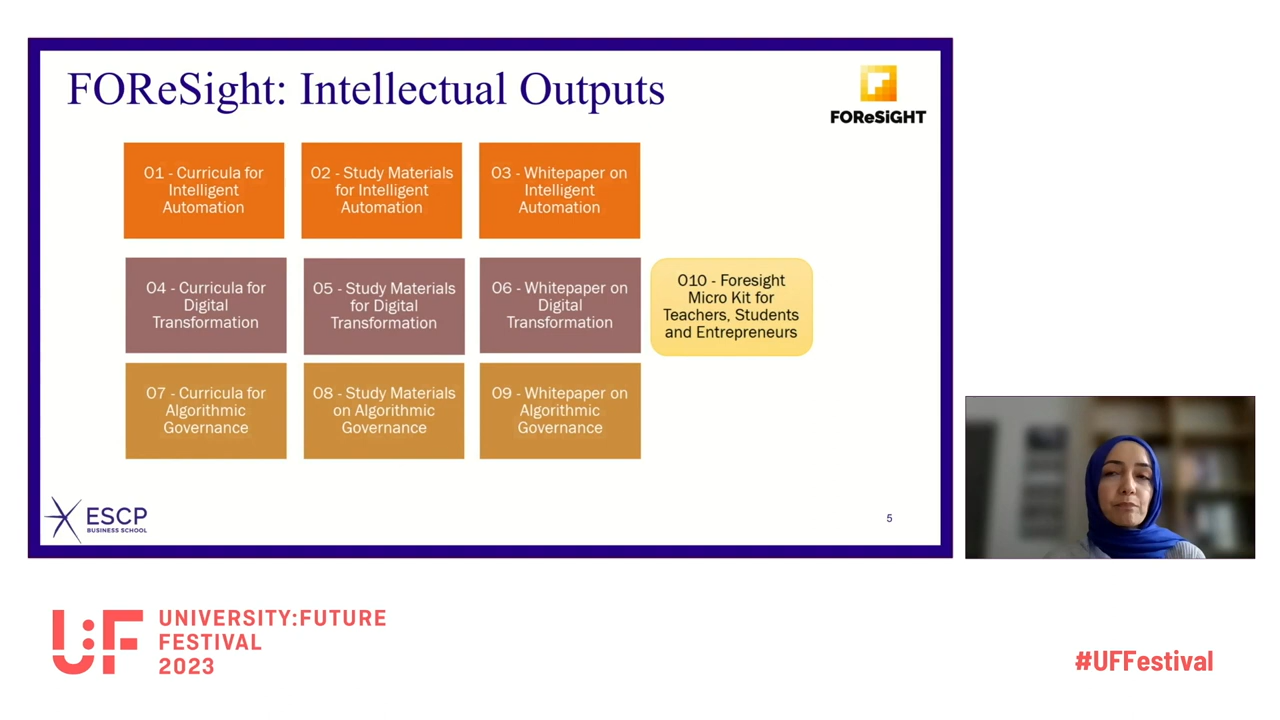 FOReSight: Intellectual Outputs
FOReSiGHT
O1 - Curricula for
Intelligent
Automation
O2 - Study Materials
for Intelligent
Automation
O3 - Whitepaper on
Intelligent
Automation
O4 - Curricula for
Digital
Transformation
O5 - Study Materials
for Digital
Transformation
O6 - Whitepaper on
Digital
Transformation
O10 - Foresight
Micro Kit for
Teachers, Students
and Entrepreneurs
O7 - Curricula for
Algorithmic
Governance
O8 - Study Materials
on Algorithmic
Governance
O9 - Whitepaper on
Algorithmic
Governance
ESCP
BUSINESS SCHOOL
5
U:F
UNIVERSITY:FUTURE
FESTIVAL
2023
#UFFestival